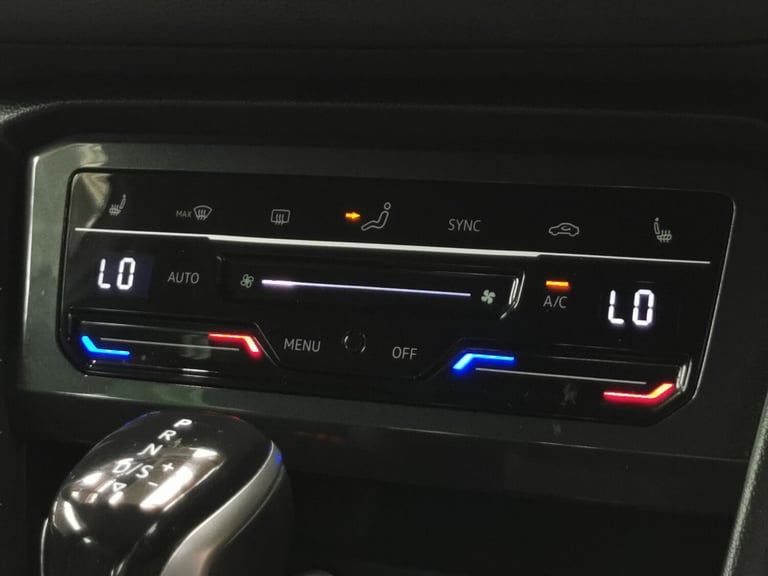 MAX
SYNC
LO
AUTO
A/C
LO
MENU
OFF
P
R
N
D/S +
-